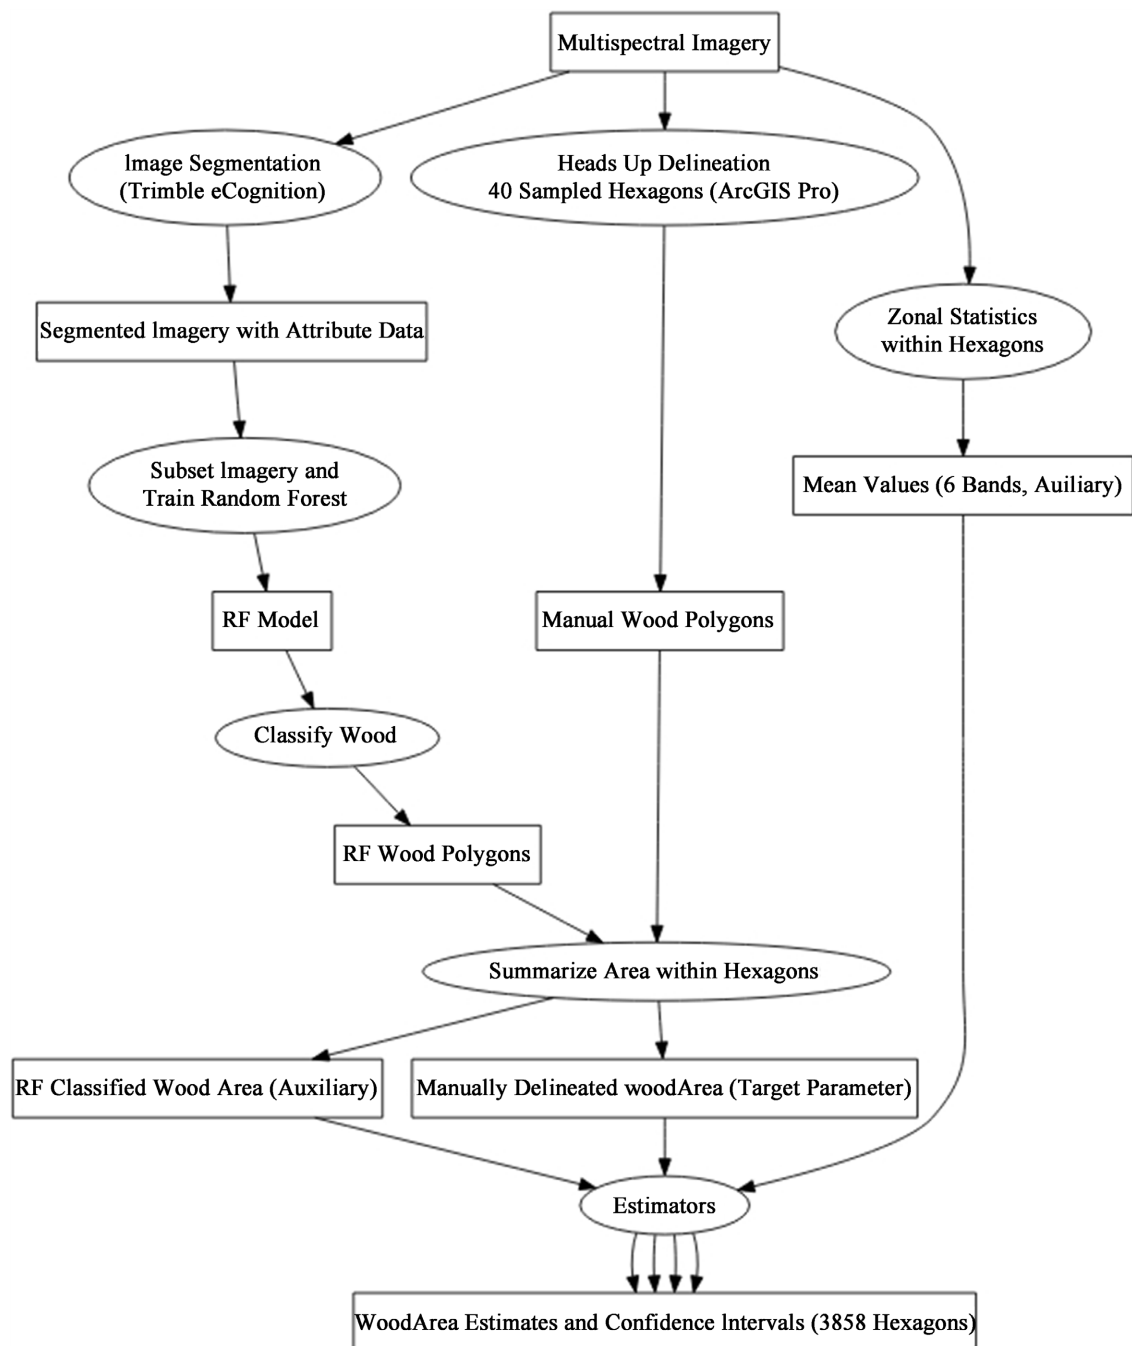 Multispectral Imagery
Image Segmentation
(Trimble eCognition)
Heads Up Delineation
40 Sampled Hexagons (ArcGIS Pro)
Zonal Statistics
within Hexagons
Segmented Imagery with Attribute Data
Subset Imagery and
Train Random Forest
Mean Values (6 Bands, Auiliary)
RF Model
Manual Wood Polygons
Classify Wood
RF Wood Polygons
Summarize Area within Hexagons
RF Classified Wood Area (Auxiliary)
Manually Delineated woodArea (Target Parameter)
Estimators
WoodArea Estimates and Confidence Intervals (3858 Hexagons)